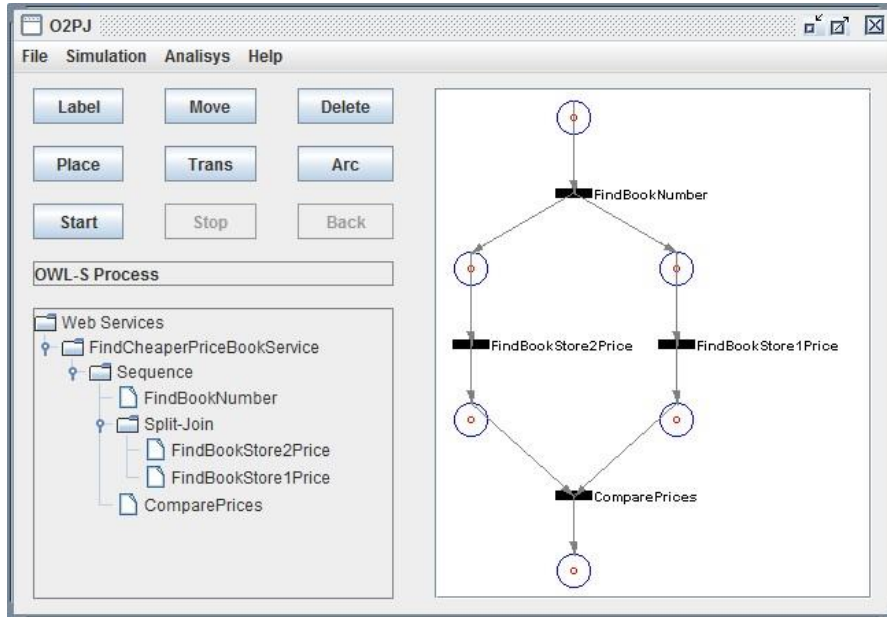 O2PJ
File Simulation Analisys Help
Label Move Delete
Place Trans Arc
Start Stop Back
OWL-S Process
Web Services
FindCheaperPriceBookService
Sequence
FindBookNumber
Split-Join
FindBookStore2Price
FindBookStore1Price
ComparePrices
FindBookNumber
FindBookStore2Price FindBookStore1Price
ComparePrices